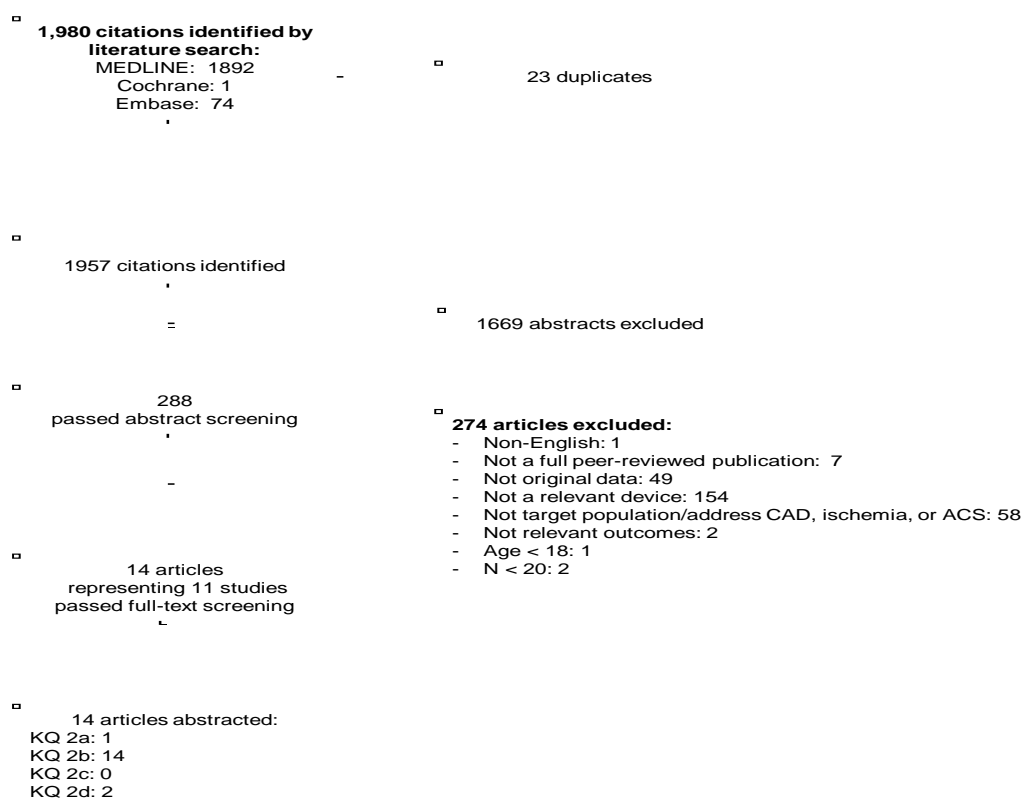 1,980 citations identified by
literature search:
MEDLINE: 1892
Cochrane: 1
Embase: 74
23 duplicates
1957 citations identified
1669 abstracts excluded
288
passed abstract screening
274 articles excluded:
- Non-English: 1
- Not a full peer-reviewed publication: 7
- Not original data: 49
- Not a relevant device: 154
- Not target population/address CAD, ischemia, or ACS: 58
- Not relevant outcomes: 2
- Age < 18: 1
- N < 20: 2
14 articles
representing 11 studies
passed full-text screening
14 articles abstracted:
KQ 2a: 1
KQ 2b: 14
KQ 2c: 0
KQ 2d: 2